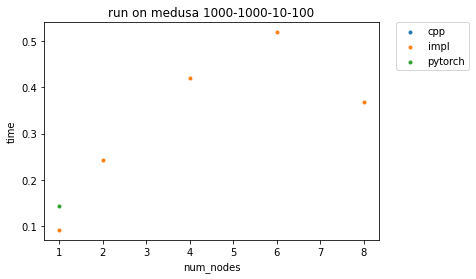 run on medusa 1000-1000-10-100
0.5
0.4
0.3
0.2
0.1
time
1 2 3 4 5 6 7 8
num_nodes
cpp
impl
pytorch